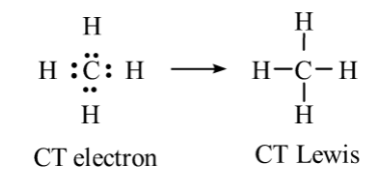 H H
H :C̈: H ⟶ H–C–H
H H
CT electron CT Lewis